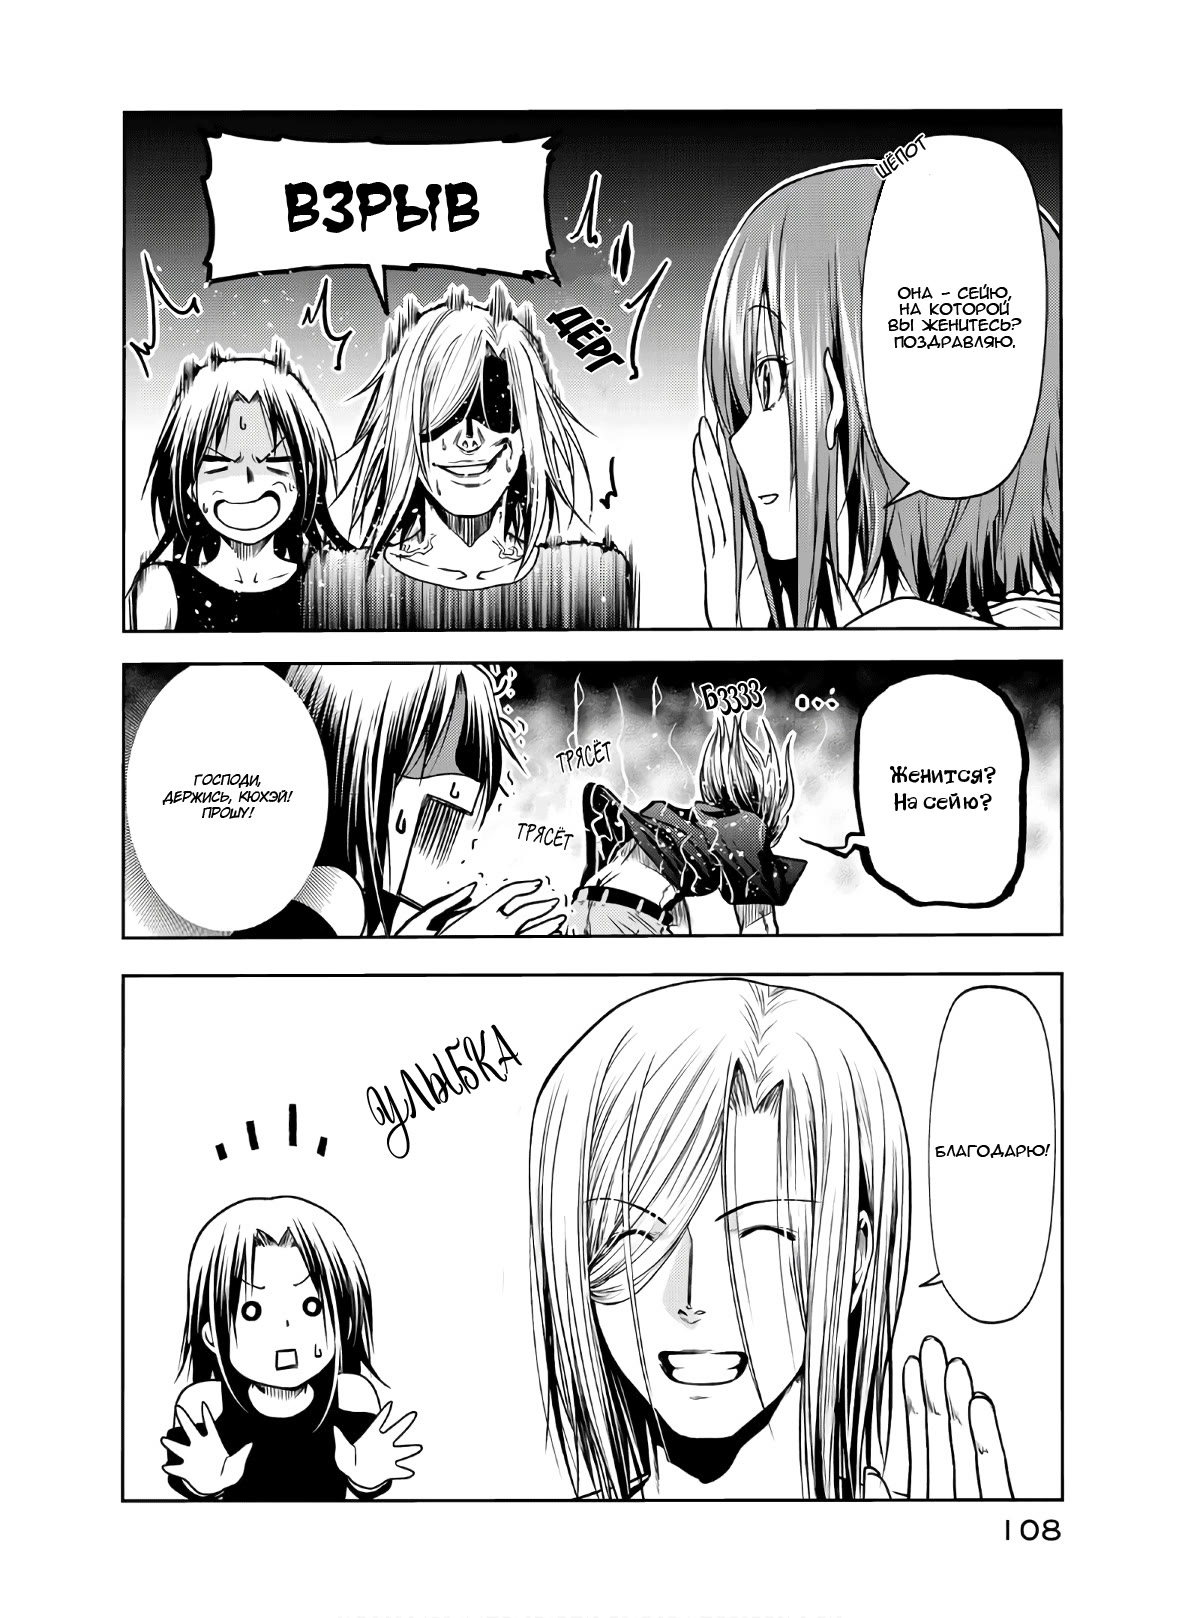 ШЁПОТ
ОНА - СЕЙЮ,
НА КОТОРОЙ
ВЫ ЖЕНИТЕСЬ?
ПОЗДРАВЛЯЮ.
ВЗРЫВ
ДЁРГ
Женится?
На сейю?
...
БЗЗЗЗ
ТРЯСЁТ
ТРЯСЁТ
ГОСПОДИ,
ДЕРЖИСЬ, КЮХЭЙ!
ПРОШУ!
БЛАГОДАРЮ!
УЛЫБКА
108